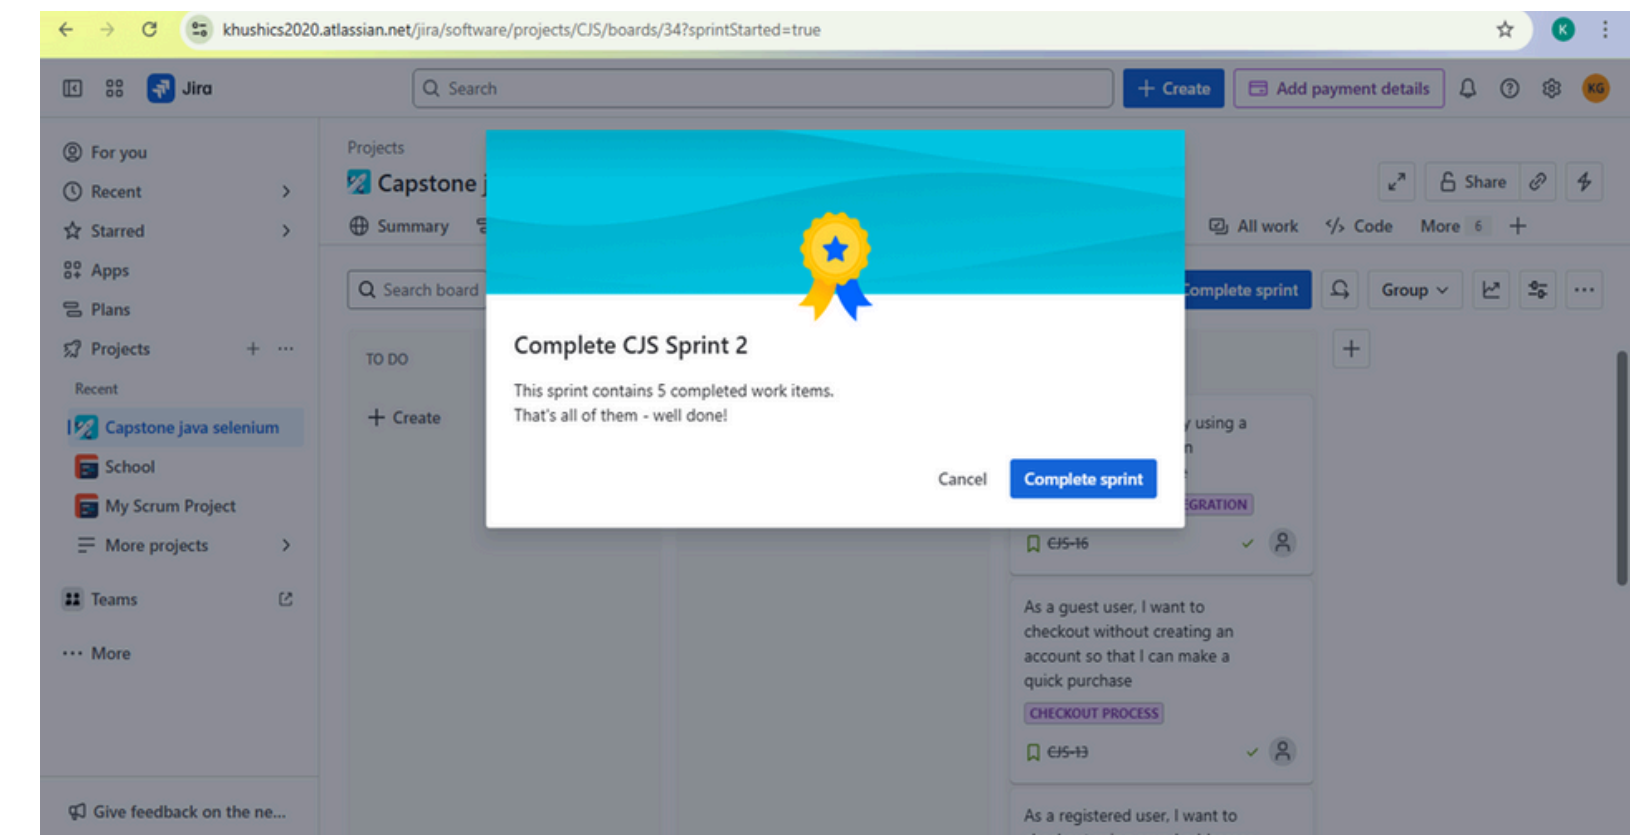 khushics2020.atlassian.net/jira/software/projects/CJS/boards/34?sprintStarted=true
K
Jira
Search
+ Create
Add payment details
KG
For you
Recent
Starred
Apps
Plans
Projects
Recent
Capstone java selenium
School
My Scrum Project
More projects
Teams
More
Give feedback on the ne...
Projects
Capstone j
Summary
All work
Code
More 6
Share
Search board
Complete sprint
Group
TO DO
+ Create
Complete CJS Sprint 2
This sprint contains 5 completed work items.
That's all of them - well done!
Cancel
Complete sprint
y using a
EGRATION
CJS-16
As a guest user, I want to
checkout without creating an
account so that I can make a
quick purchase
CHECKOUT PROCESS
CJS-13
As a registered user, I want to